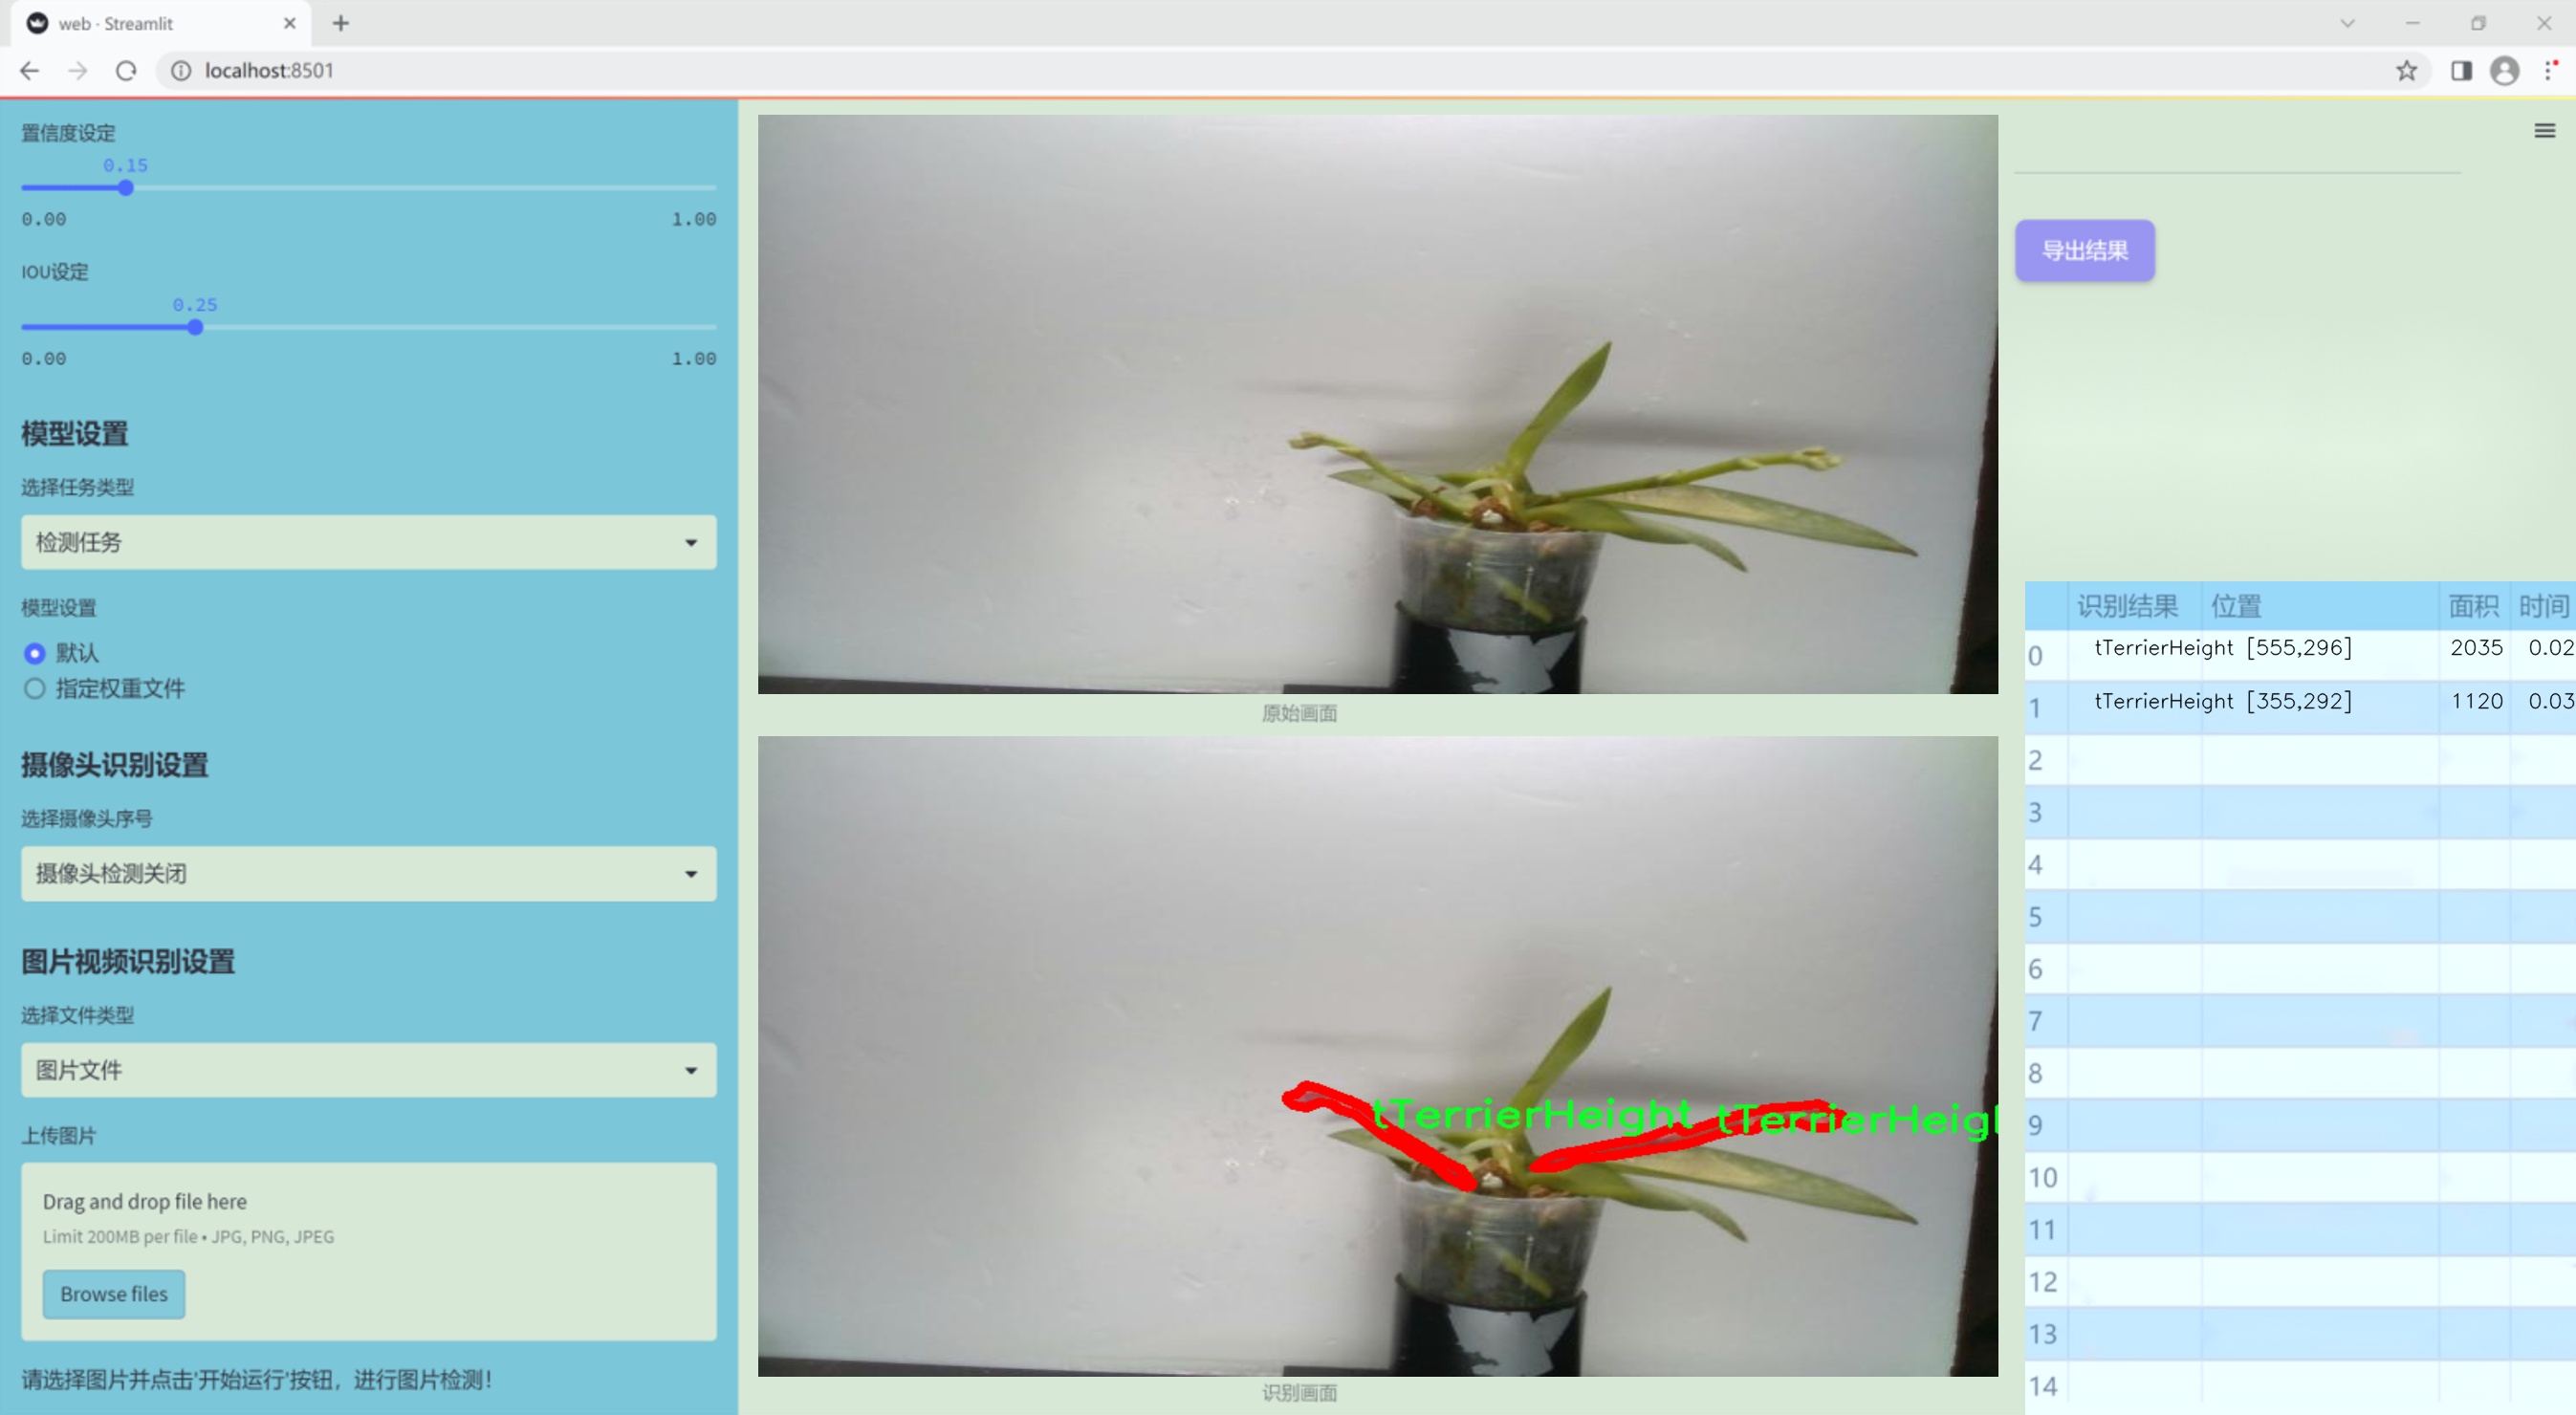 web · Streamlit
localhost:8501
置信度设定
0.15
0.00 1.00
IOU设定
0.25
0.00 1.00
模型设置
选择任务类型
检测任务
模型设置
默认
指定权重文件
摄像头识别设置
选择摄像头序号
摄像头检测关闭
图片视频识别设置
选择文件类型
图片文件
上传图片
Drag and drop file here
Limit 200MB per file • JPG, PNG, JPEG
Browse files
请选择图片并点击'开始运行'按钮，进行图片检测!
原始画面
tTerrierHeight tTerrierHeigh
识别画面
导出结果
识别结果 位置 面积 时间
0 tTerrierHeight [555,296] 2035 0.02
1 tTerrierHeight [355,292] 1120 0.03
2
3
4
5
6
7
8
9
10
11
12
13
14